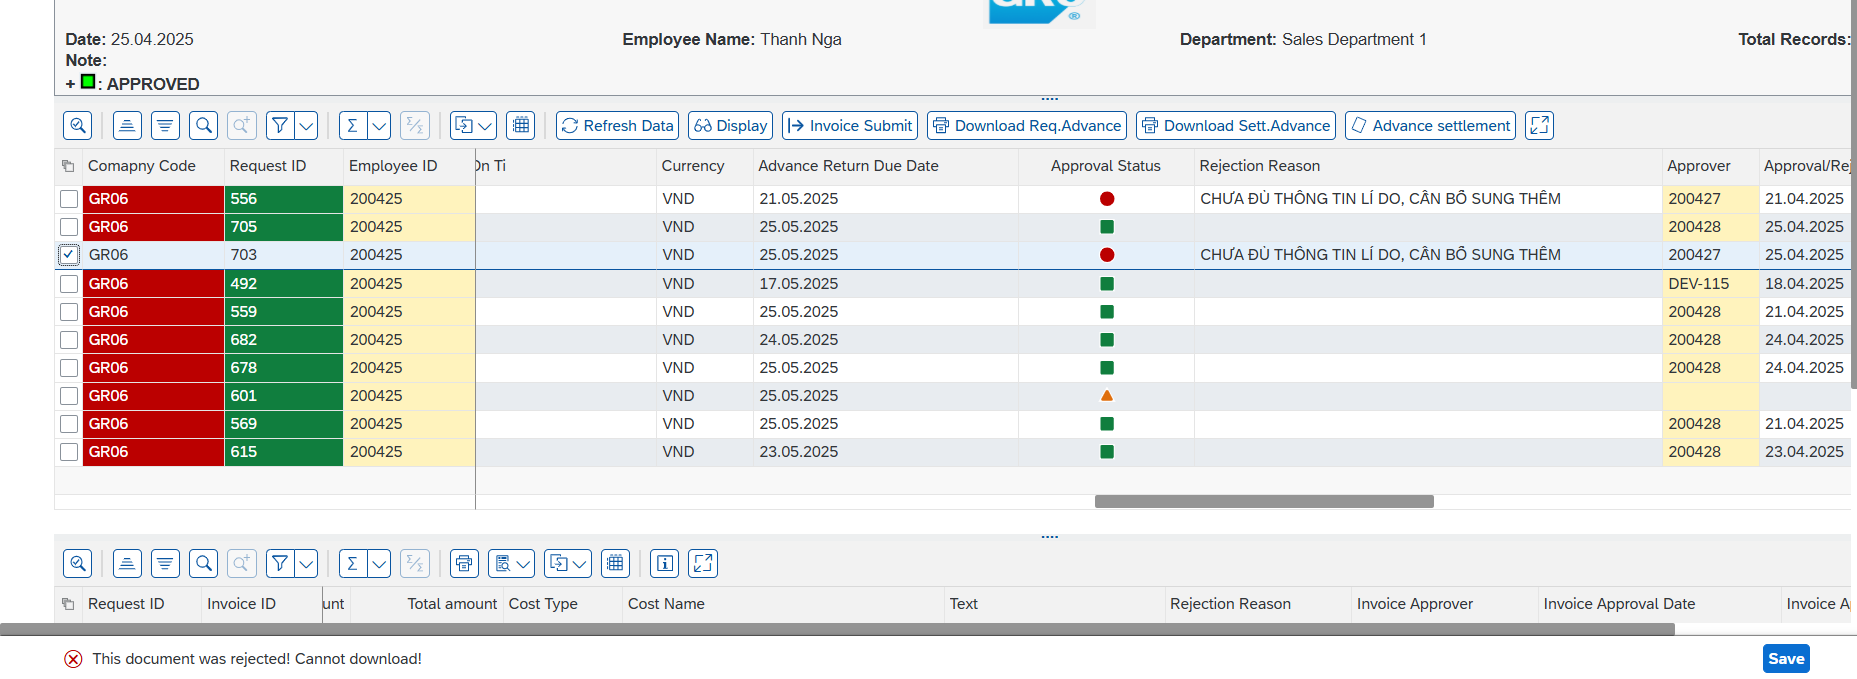 Date: 25.04.2025 Employee Name: Thanh Nga Department: Sales Department 1 Total Records:
Note:
+ : APPROVED
Refresh Data Display Invoice Submit Download Req.Advance Download Sett.Advance Advance settlement
Comapny Code Request ID Employee ID On Ti Currency Advance Return Due Date Approval Status Rejection Reason Approver Approval/Rej
GR06 556 200425 VND 21.05.2025 CHƯA ĐỦ THÔNG TIN LÍ DO, CẦN BỔ SUNG THÊM 200427 21.04.2025
GR06 705 200425 VND 25.05.2025 200428 25.04.2025
GR06 703 200425 VND 25.05.2025 CHƯA ĐỦ THÔNG TIN LÍ DO, CẦN BỔ SUNG THÊM 200427 25.04.2025
GR06 492 200425 VND 17.05.2025 DEV-115 18.04.2025
GR06 559 200425 VND 25.05.2025 200428 21.04.2025
GR06 682 200425 VND 24.05.2025 200428 24.04.2025
GR06 678 200425 VND 25.05.2025 200428 24.04.2025
GR06 601 200425 VND 25.05.2025
GR06 569 200425 VND 25.05.2025 200428 21.04.2025
GR06 615 200425 VND 23.05.2025 200428 23.04.2025
Request ID Invoice ID unt Total amount Cost Type Cost Name Text Rejection Reason Invoice Approver Invoice Approval Date Invoice A
This document was rejected! Cannot download! Save